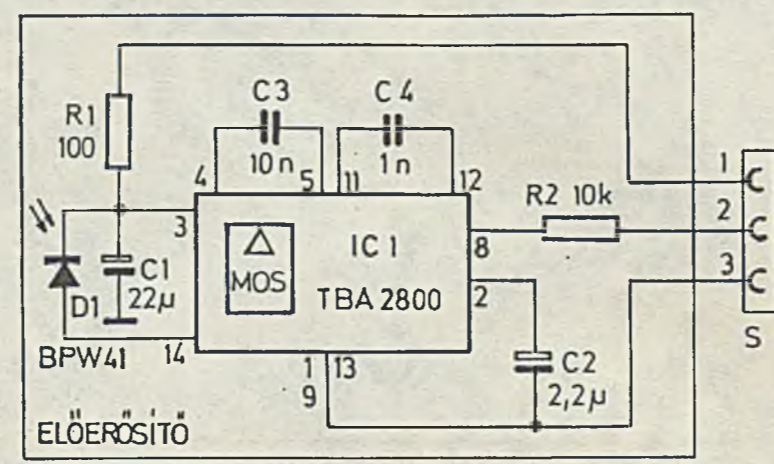 R1
100
C3
10n
C4
1n
4
5
11
12
3
C1
22µ
D1
BPW41
14
△
MOS
IC1
TBA 2800
8
2
R2 10k
1
2
3
S
1
13
9
C2
2,2µ
ELŐERŐSÍTŐ